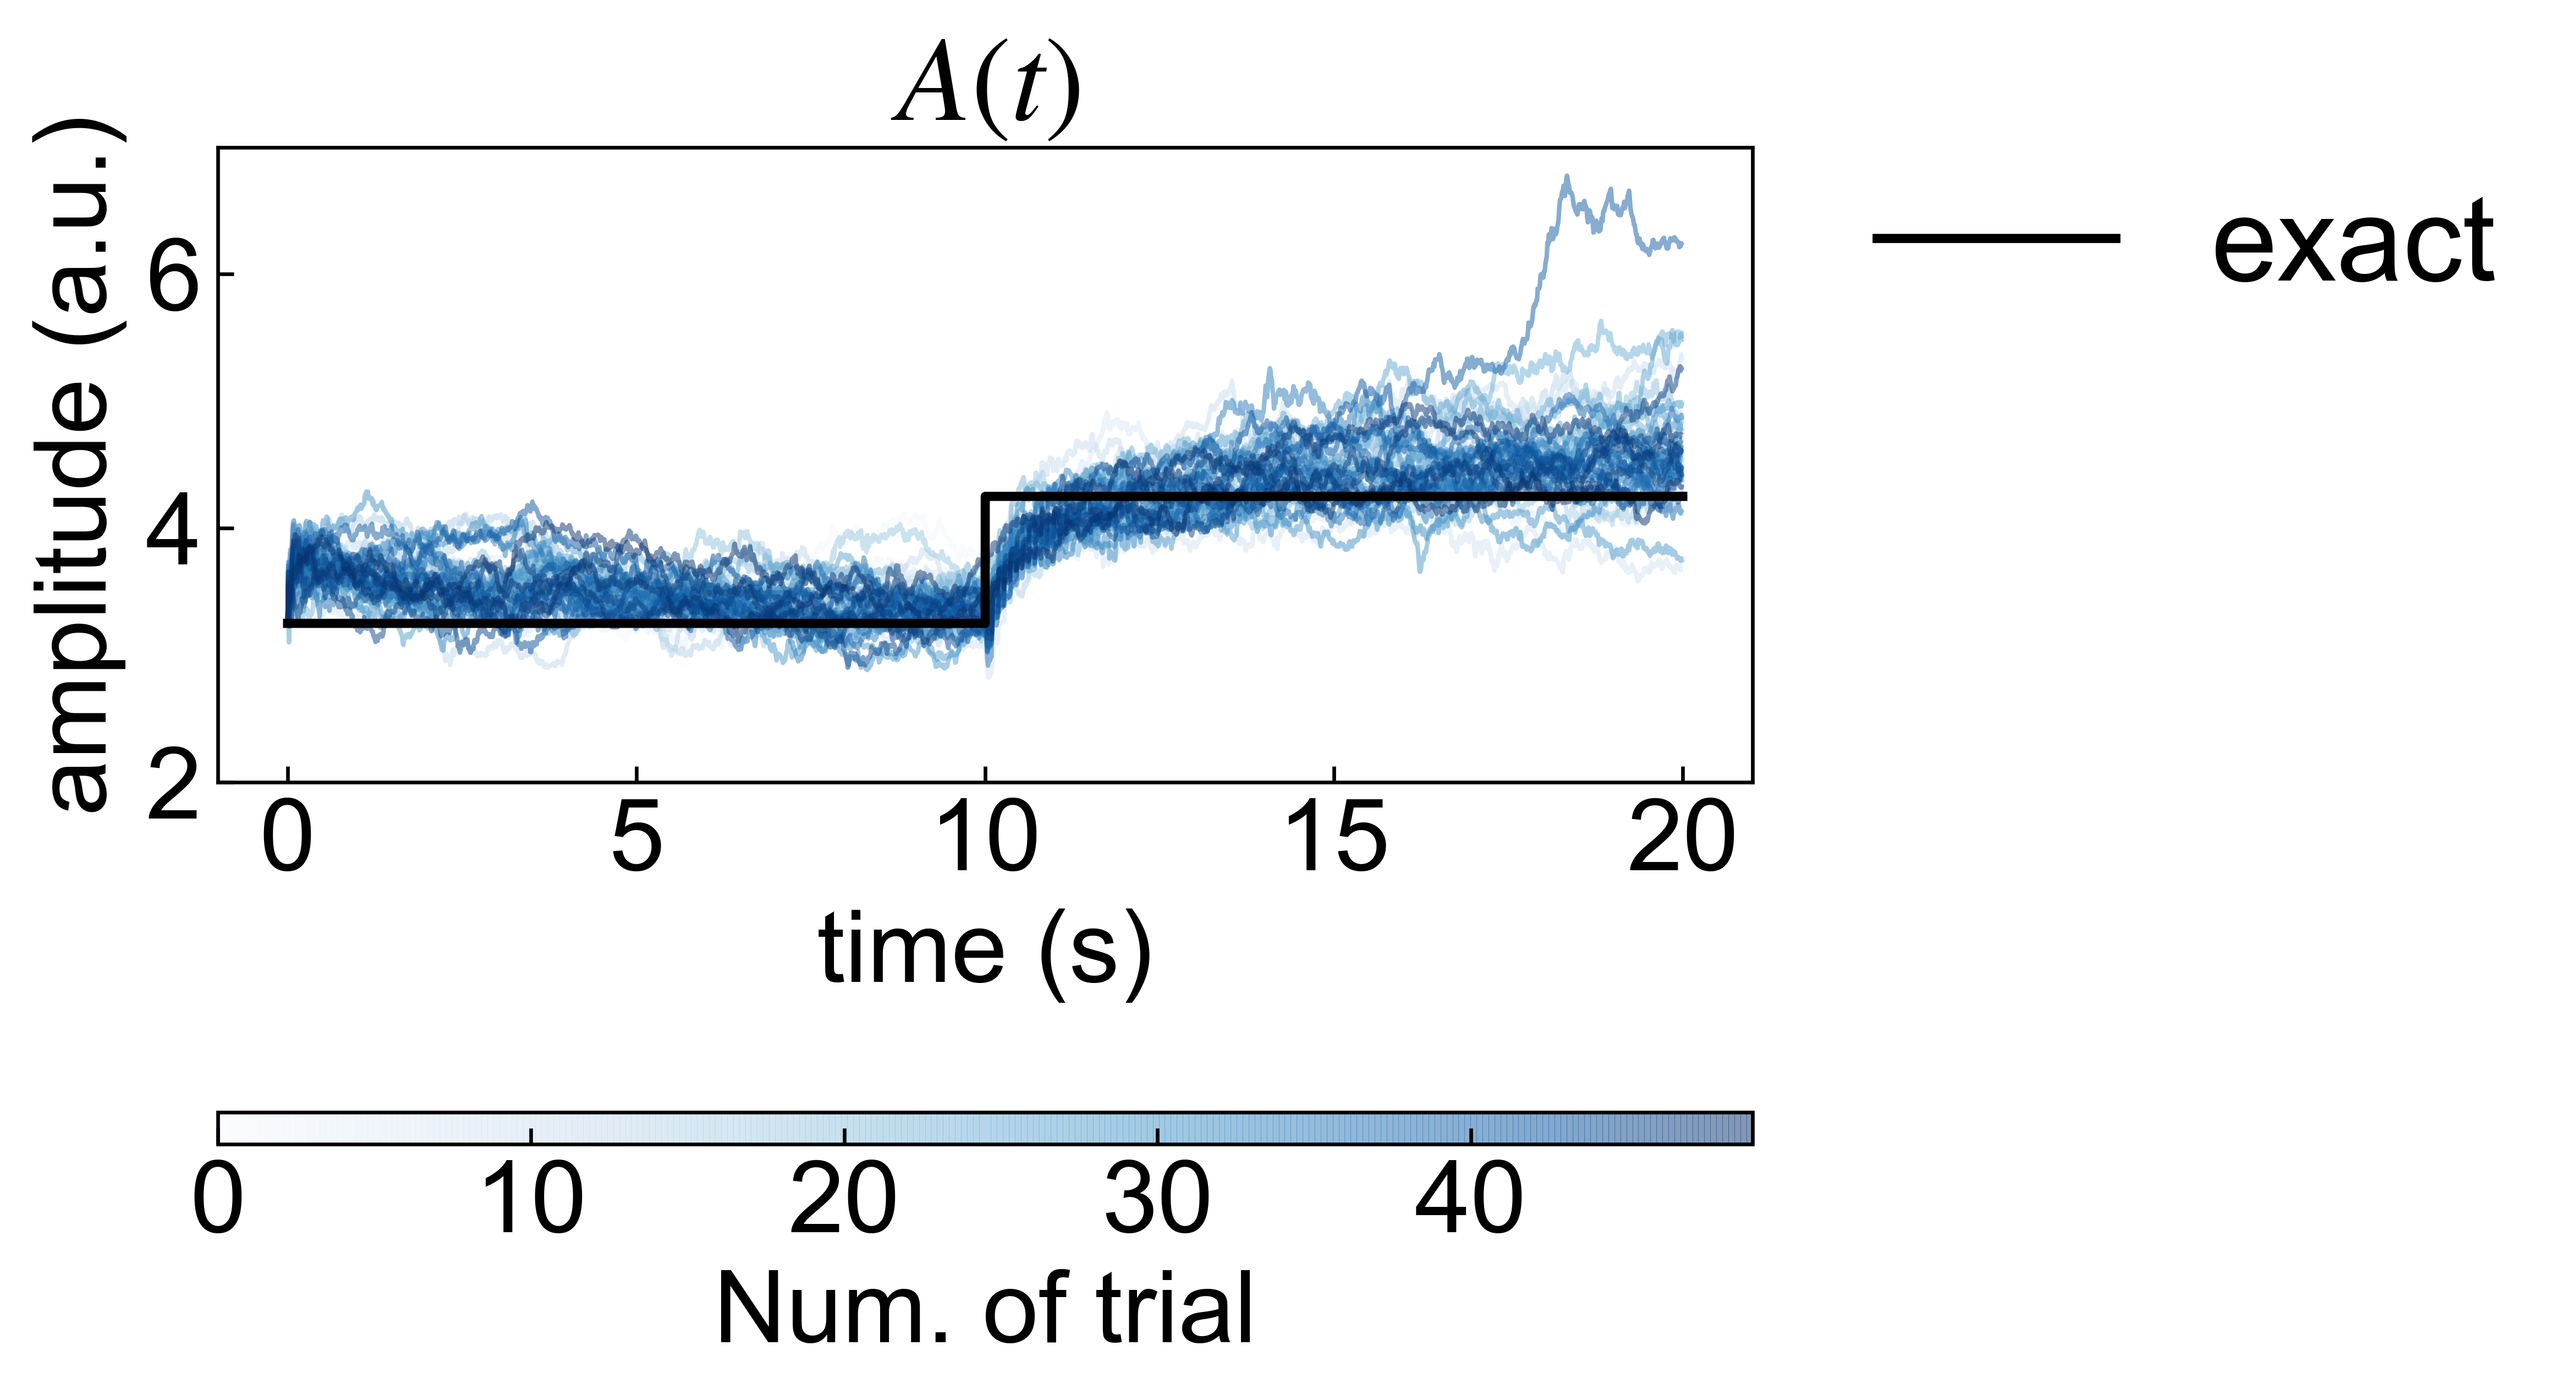 A(t)
amplitude (a.u.)
6
4
2
0 5 10 15 20
time (s)
exact
0 10 20 30 40
Num. of trial